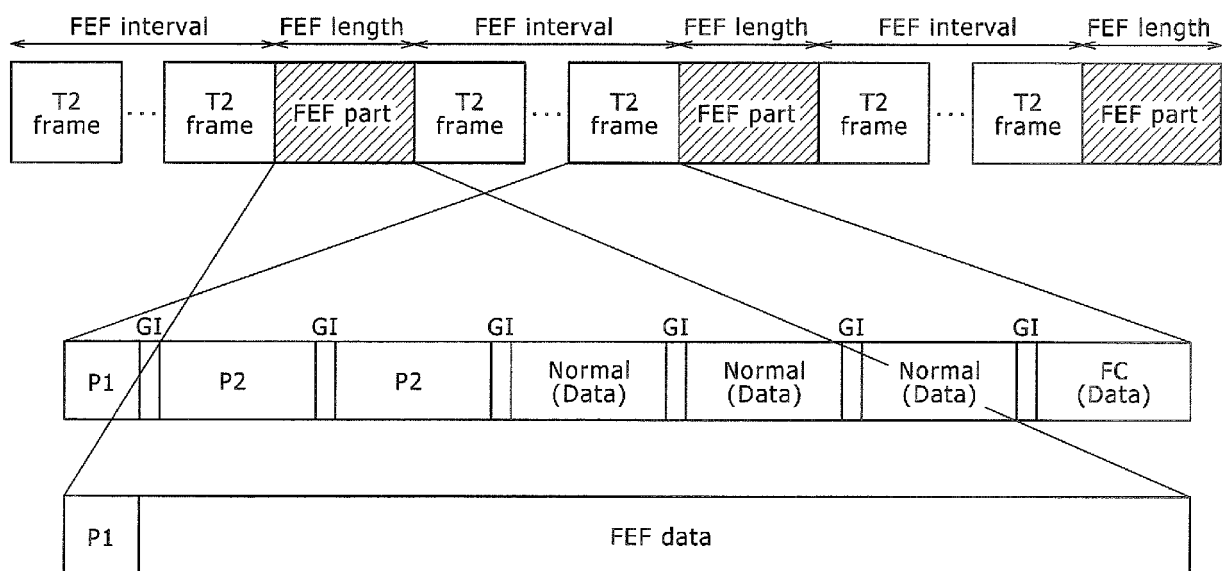 FEF interval FEF length FEF interval FEF length FEF interval FEF length
T2 frame ... T2 frame FEF part T2 frame ... T2 frame FEF part T2 frame ... T2 frame FEF part
GI GI GI GI GI GI
P1 P2 P2 Normal (Data) Normal (Data) Normal (Data) FC (Data)
P1 FEF data